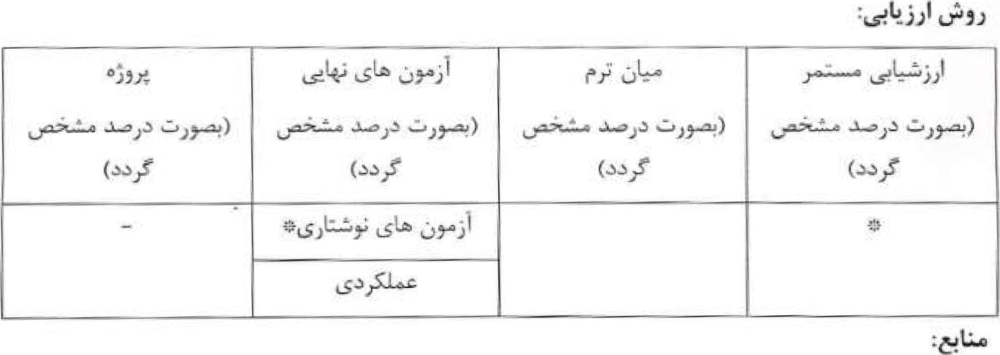 روش ارزیابی:
ارزشیابی مستمر
(بصورت درصد مشخص
گردد)
میان ترم
(بصورت درصد مشخص
گردد)
آزمون های نهایی
(بصورت درصد مشخص
گردد)
پروژه
(بصورت درصد مشخص
گردد)
*
آزمون های نوشتاری*
عملکردی
-
منابع: